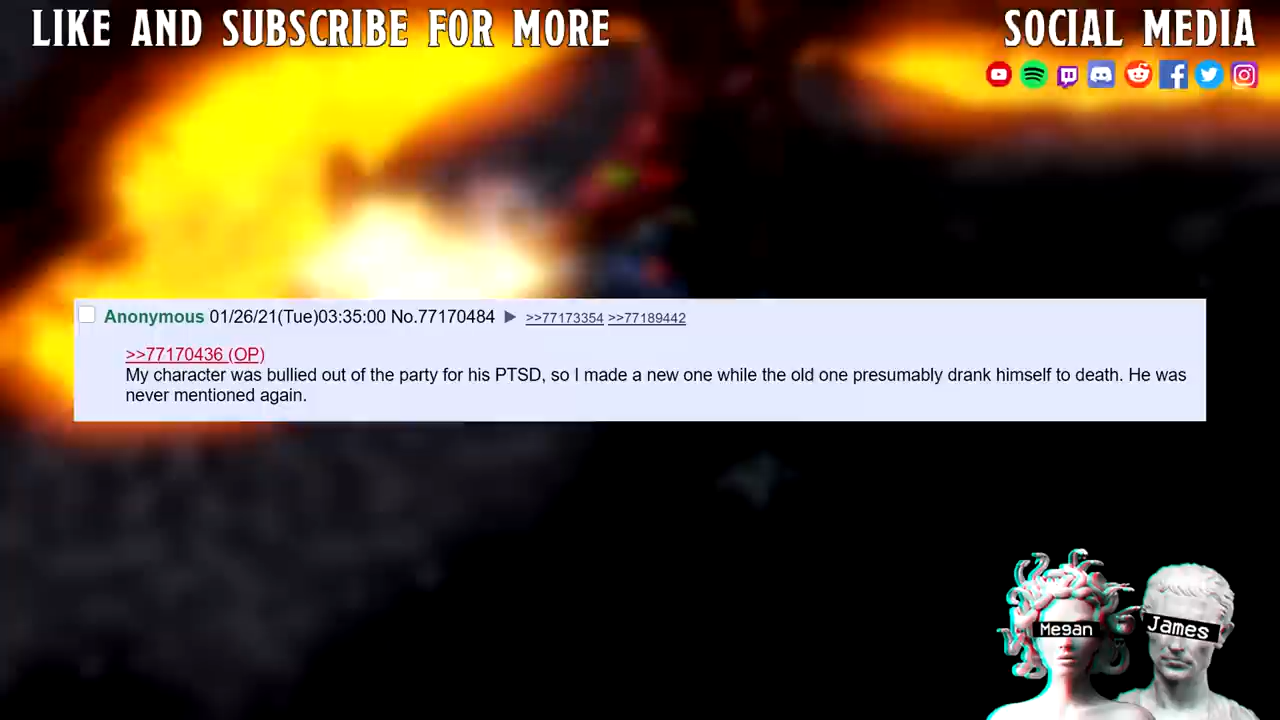 LIKE AND SUBSCRIBE FOR MORE
SOCIAL MEDIA
Anonymous 01/26/21(Tue)03:35:00 No.77170484 ▶ >>77173354 >>77189442
>>77170436 (OP)
My character was bullied out of the party for his PTSD, so I made a new one while the old one presumably drank himself to death. He was
never mentioned again.
Megan
James